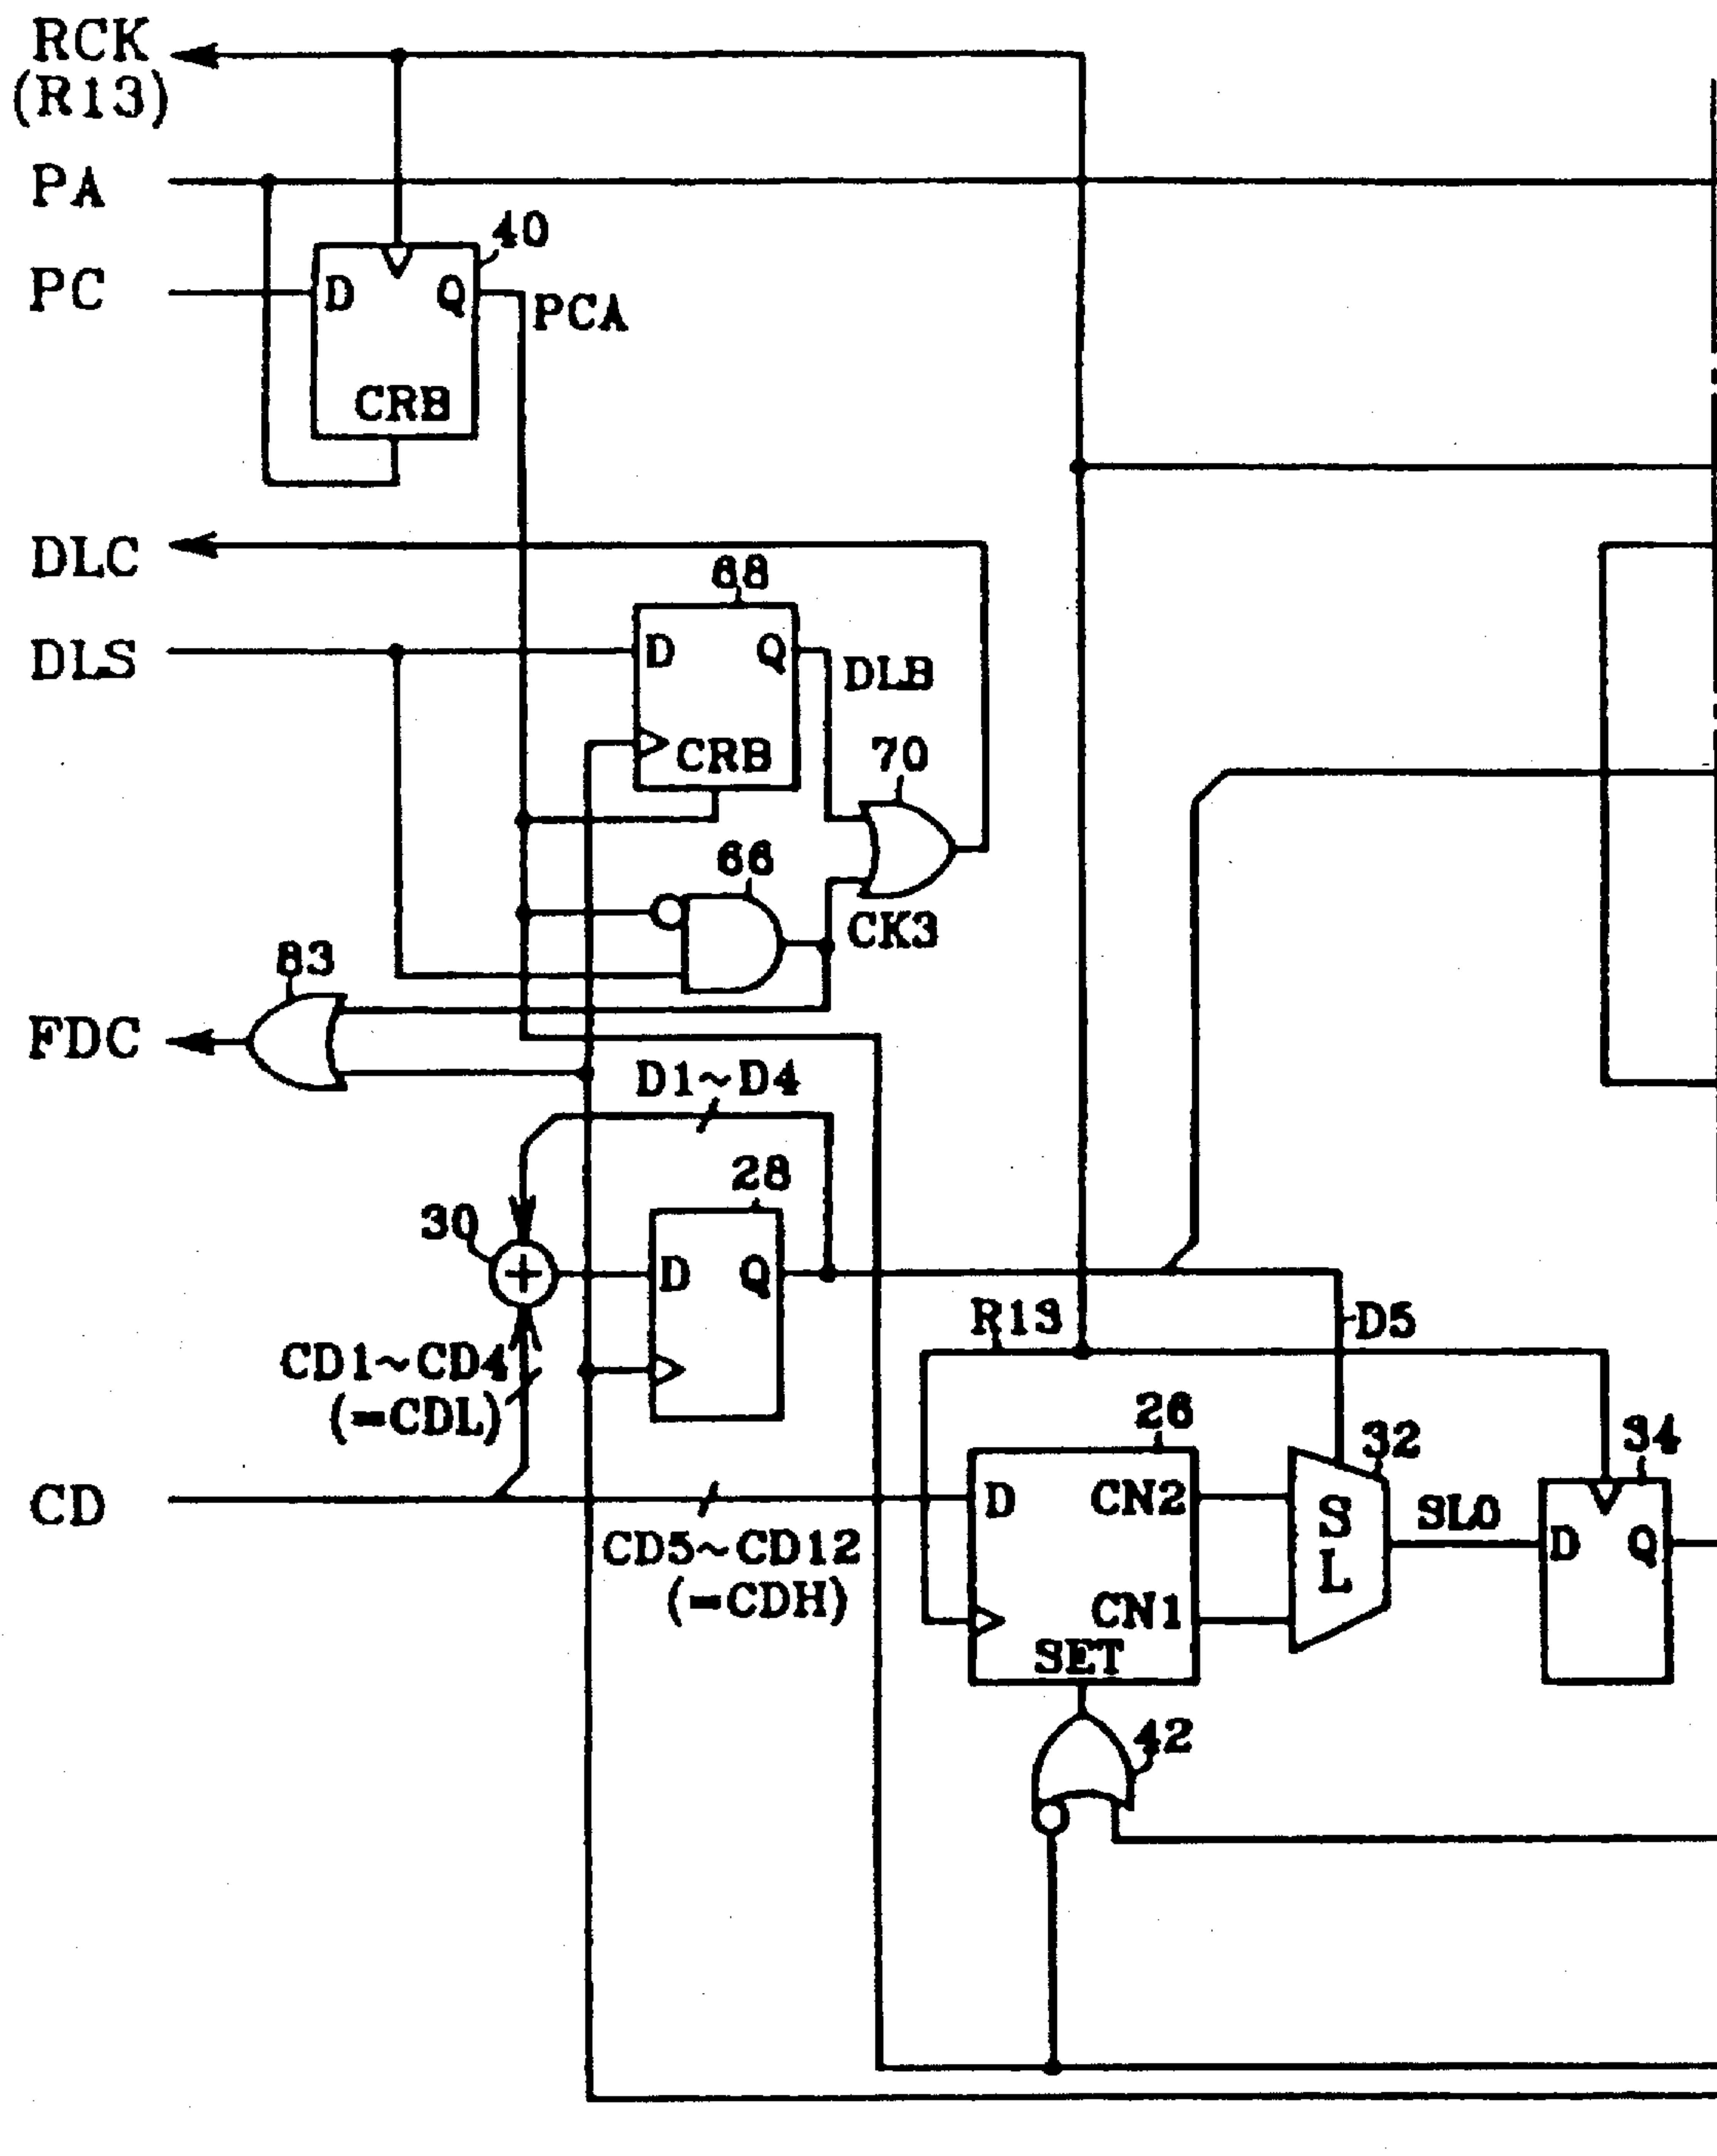 RCK
(R13)
PA
40
PC
D
Q
PCA
CRB
DLC
68
DLS
D
Q
DLB
CRB
70
66
CK3
83
FDC
D1~D4
28
30
D
Q
R13
D5
CD1~CD4
(=CDL)
26
32
34
CD
D
CN2
S
L
SLO
D
Q
CD5~CD12
(=CDH)
CN1
SET
42